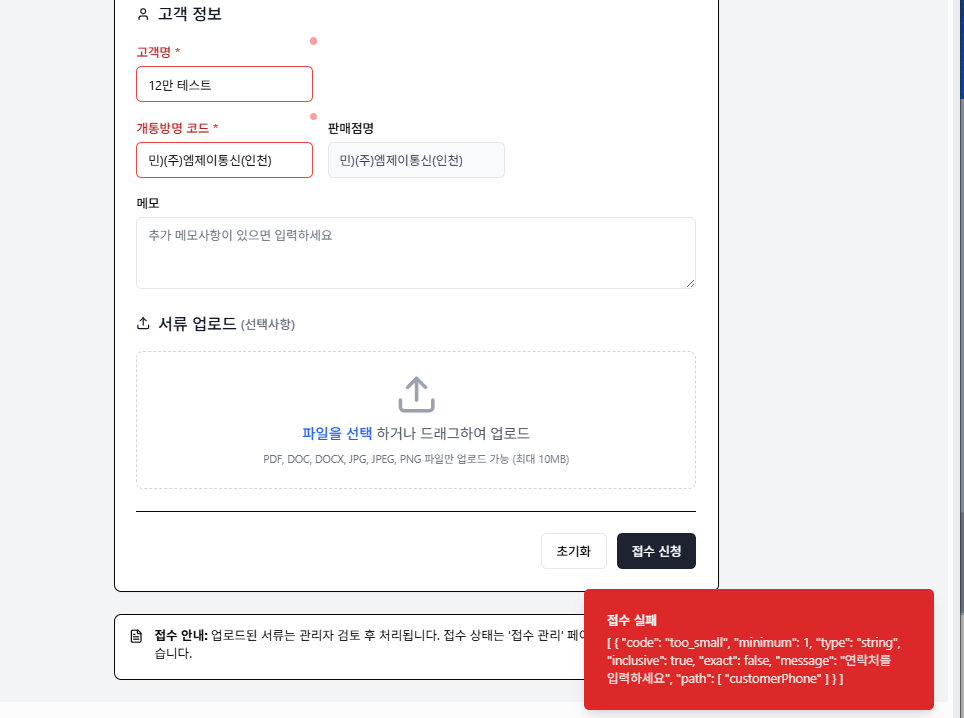 고객 정보
고객명 *
12만 테스트
개통방명 코드 * 판매점명
민)(주)엠제이통신(인천) 민)(주)엠제이통신(인천)
메모
추가 메모사항이 있으면 입력하세요
서류 업로드 (선택사항)
파일을 선택 하거나 드래그하여 업로드
PDF, DOC, DOCX, JPG, JPEG, PNG 파일만 업로드 가능 (최대 10MB)
초기화 접수 신청
접수 안내: 업로드된 서류는 관리자 검토 후 처리됩니다. 접수 상태는 '접수 관리' 페이
습니다.
접수 실패
[ { "code": "too_small", "minimum": 1, "type": "string",
"inclusive": true, "exact": false, "message": "연락처를
입력하세요", "path": [ "customerPhone" ] } ]